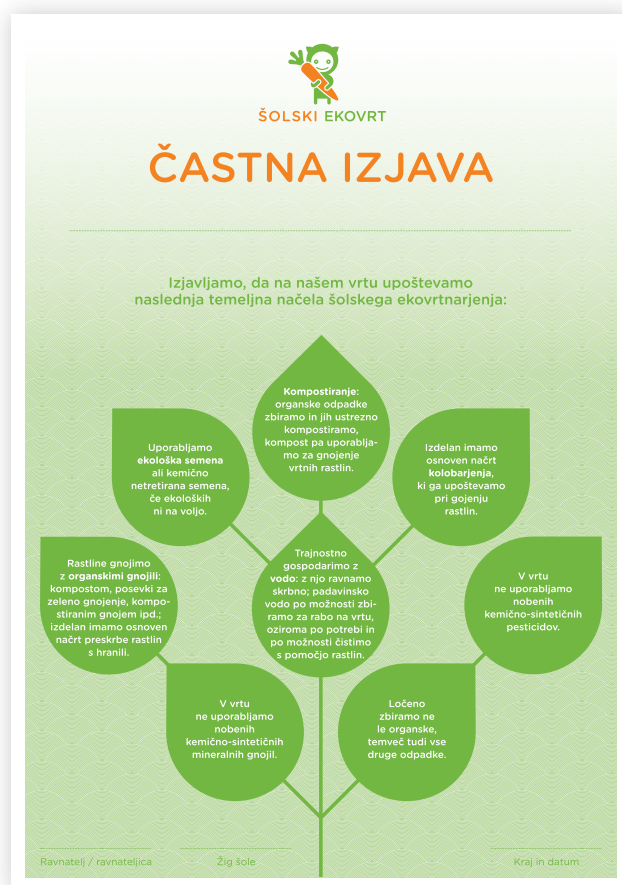 ŠOLSKI EKOVRT
ČASTNA IZJAVA
Izjavljamo, da na našem vrtu upoštevamo
naslednja temeljna načela šolskega ekovrtnarjenja:
Kompostiranje:
organske odpadke
zbiramo in jih ustrezno
kompostiramo,
kompost pa uporablja-
mo za gnojenje
vrtnih rastlin.
Uporabljamo
ekološka semena
ali kemično
netretirana semena,
če ekoloških
ni na voljo.
Izdelan imamo
osnoven načrt
kolobarjenja,
ki ga upoštevamo
pri gojenju
rastlin.
Rastline gnojimo
z organskimi gnojili:
kompostom, posevki za
zeleno gnojenje, kompo-
stiranim gnojem ipd.;
izdelan imamo osnoven
načrt preskrbe rastlin
s hranili.
Trajnostno
gospodarimo z
vodo: z njo ravnamo
skrbno; padavinsko
vodo po možnosti zbi-
ramo za rabo na vrtu,
oziroma po potrebi in
po možnosti čistimo
s pomočjo rastlin.
V vrtu
ne uporabljamo
nobenih
kemično-sintetičnih
pesticidov.
V vrtu
ne uporabljamo
nobenih
kemično-sintetičnih
mineralnih gnojil.
Ločeno
zbiramo ne
le organske,
temveč tudi vse
druge odpadke.
Ravnatelj / ravnateljica
Žig šole
Kraj in datum